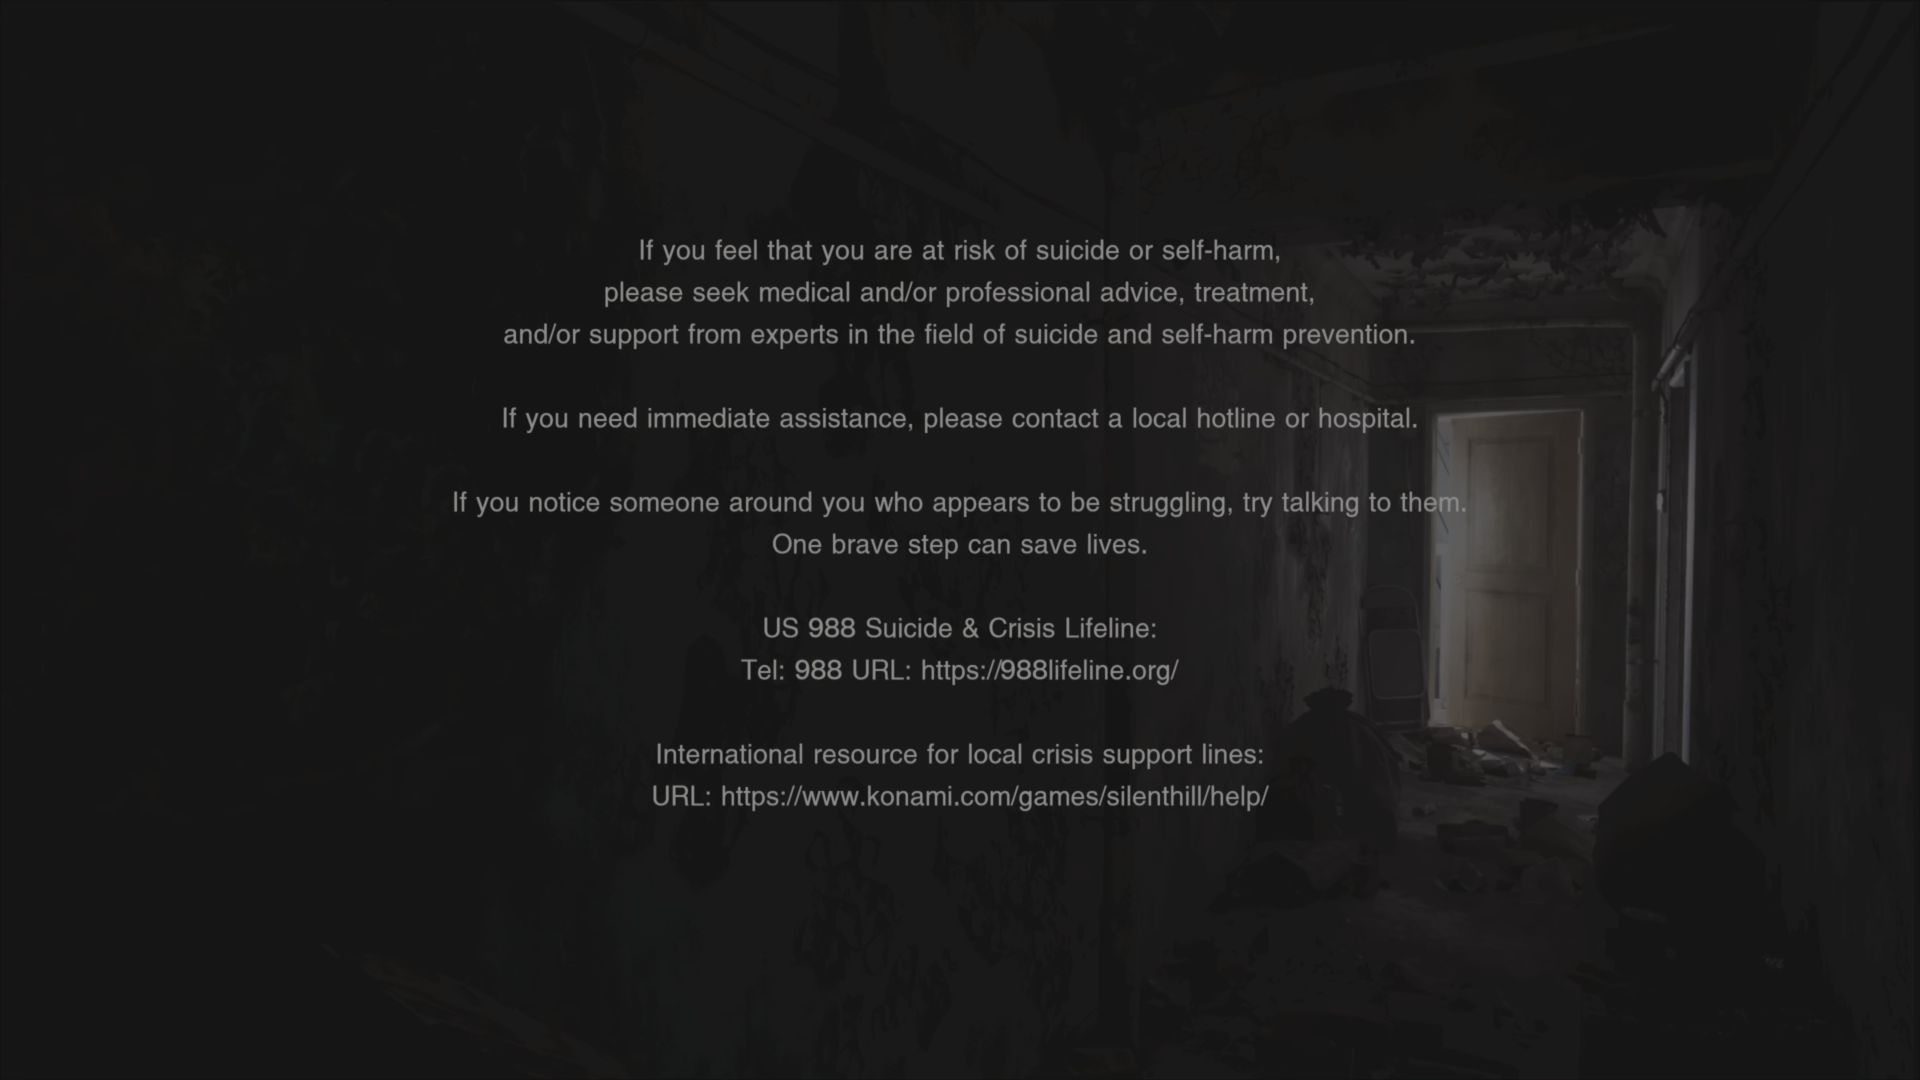 If you feel that you are at risk of suicide or self-harm,
please seek medical and/or professional advice, treatment,
and/or support from experts in the field of suicide and self-harm prevention.
If you need immediate assistance, please contact a local hotline or hospital.
If you notice someone around you who appears to be struggling, try talking to them.
One brave step can save lives.
US 988 Suicide & Crisis Lifeline:
Tel: 988 URL: https://988lifeline.org/
International resource for local crisis support lines:
URL: https://www.konami.com/games/silenthill/help/